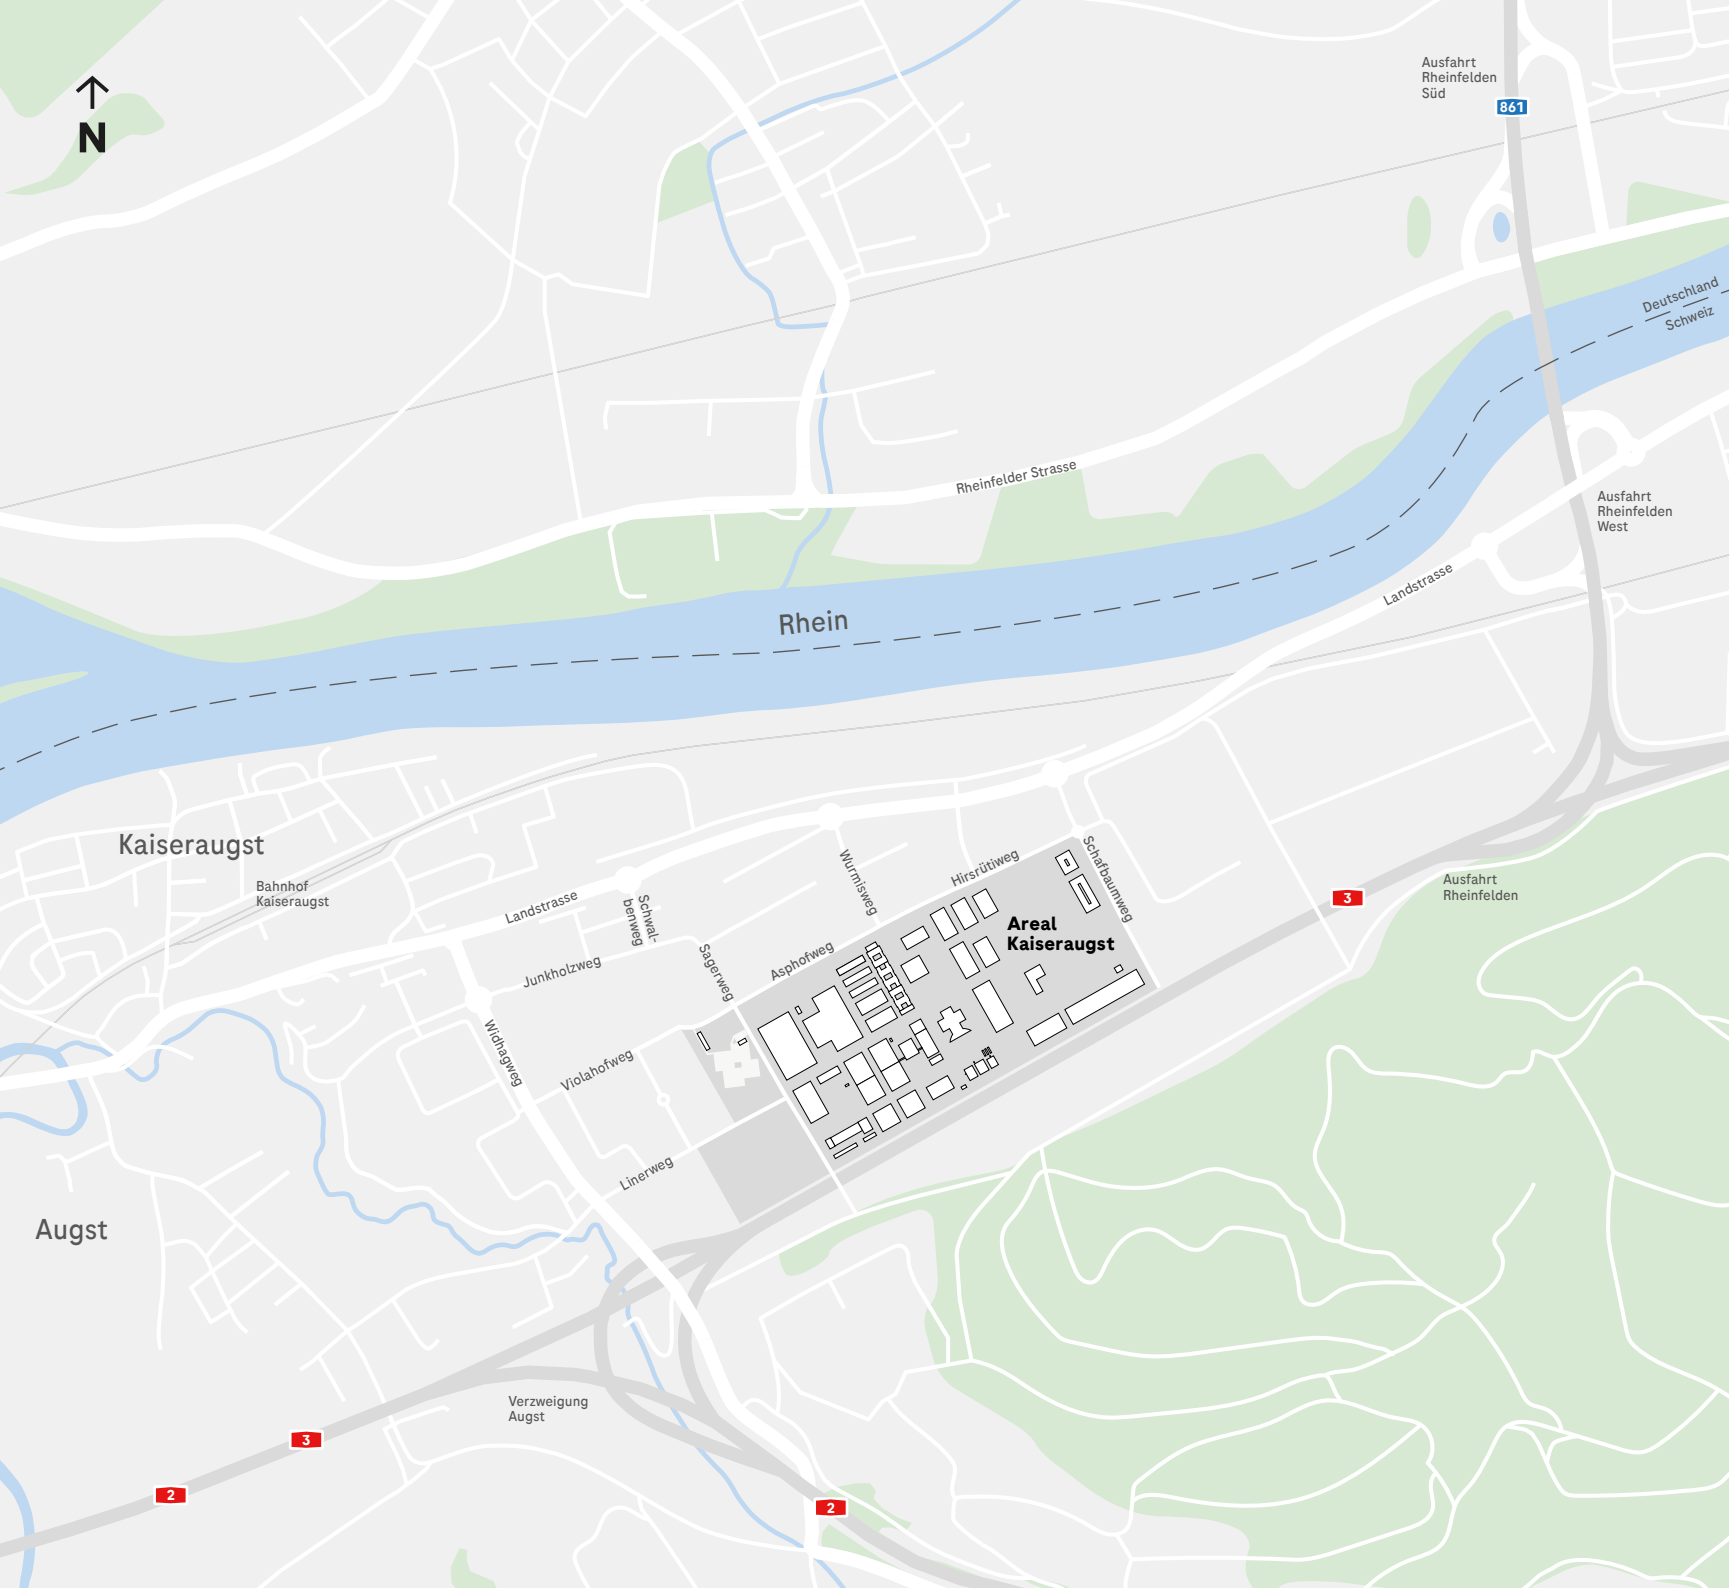 Ausfahrt
Rheinfelden
Süd
861
N
Deutschland
Schweiz
Rheinfelder Strasse
Ausfahrt
Rheinfelden
West
Landstrasse
Rhein
Kaiseraugst
Bahnhof
Kaiseraugst
Landstrasse
Schwal-
benweg
Wurmisweg
Hirsrütiweg
Schafbaumweg
Ausfahrt
Rheinfelden
3
Areal
Kaiseraugst
Junkholzweg
Sagerweg
Asphofweg
Widhagweg
Violahofweg
Linerweg
Augst
Verzweigung
Augst
3
2
2